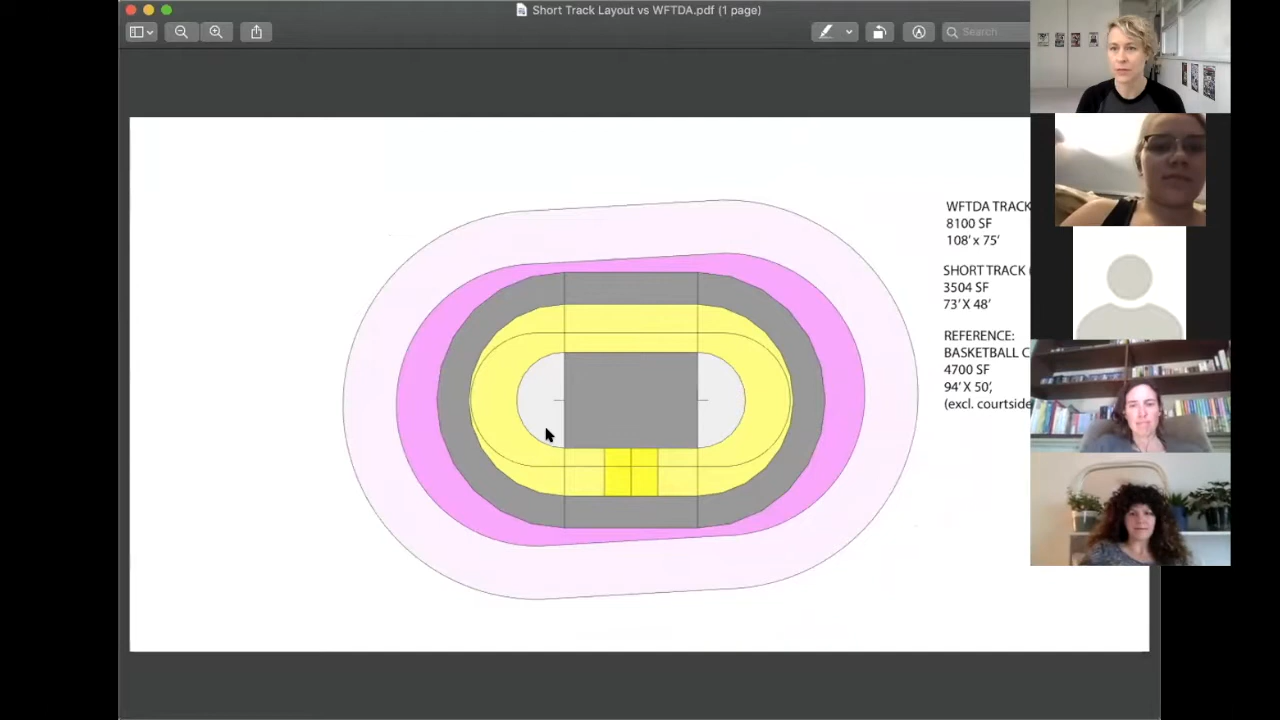 Short Track Layout vs WFTDA.pdf (1 page)
Search
WFTDA TRACK
8100 SF
108' x 75'
SHORT TRACK (
3504 SF
73' X 48'
REFERENCE:
BASKETBALL C
4700 SF
94' X 50',
(excl. courtside